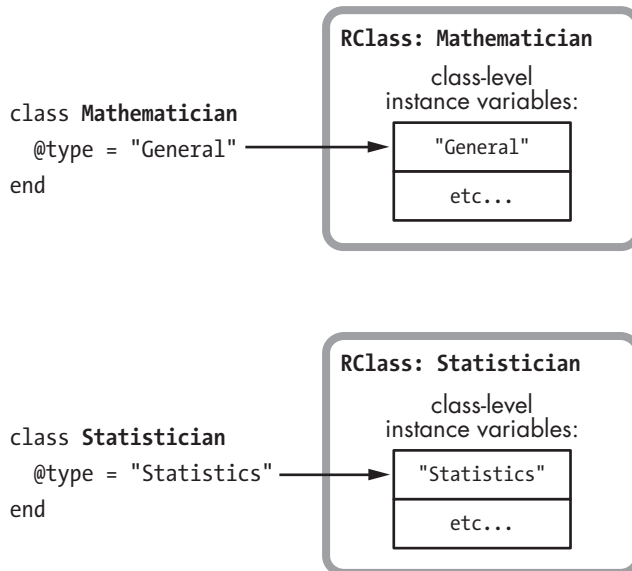 RClass: Mathematician
class-level
instance variables:
class Mathematician
@type = "General"
end
"General"
etc...
RClass: Statistician
class-level
instance variables:
class Statistician
@type = "Statistics"
end
"Statistics"
etc...